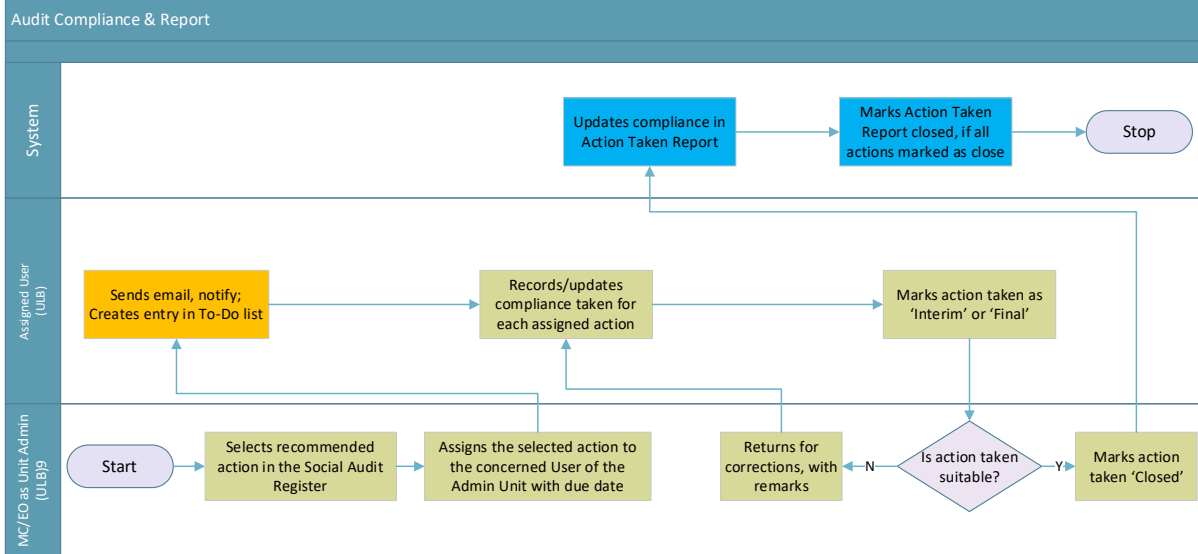 Audit Compliance & Report
System
Updates compliance in
Action Taken Report
Marks Action Taken
Report closed, if all
actions marked as close
Stop
Assigned User
(ULB)
Sends email, notify;
Creates entry in To-Do list
Records/updates
compliance taken for
each assigned action
Marks action taken as
‘Interim’ or ‘Final’
MC/EO as Unit Admin
(ULB)9
Start
Selects recommended
action in the Social Audit
Register
Assigns the selected action to
the concerned User of the
Admin Unit with due date
Returns for
corrections, with
remarks
N
Is action taken
suitable?
Y
Marks action
taken ‘Closed’